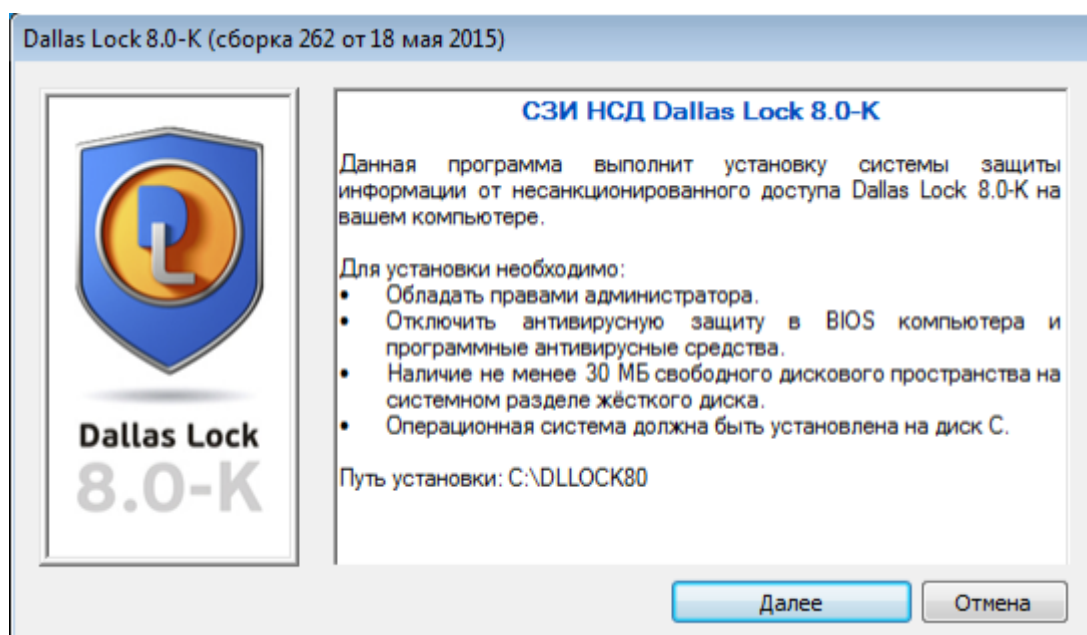 Dallas Lock 8.0-K (сборка 262 от 18 мая 2015)
DL
Dallas Lock
8.0-K
СЗИ НСД Dallas Lock 8.0-K
Данная программа выполнит установку системы защиты
информации от несанкционированного доступа Dallas Lock 8.0-K на
вашем компьютере.
Для установки необходимо:
• Обладать правами администратора.
• Отключить антивирусную защиту в BIOS компьютера и
программные антивирусные средства.
• Наличие не менее 30 МБ свободного дискового пространства на
системном разделе жёсткого диска.
• Операционная система должна быть установлена на диск C.
Путь установки: C:\DLLOCK80
Далее
Отмена